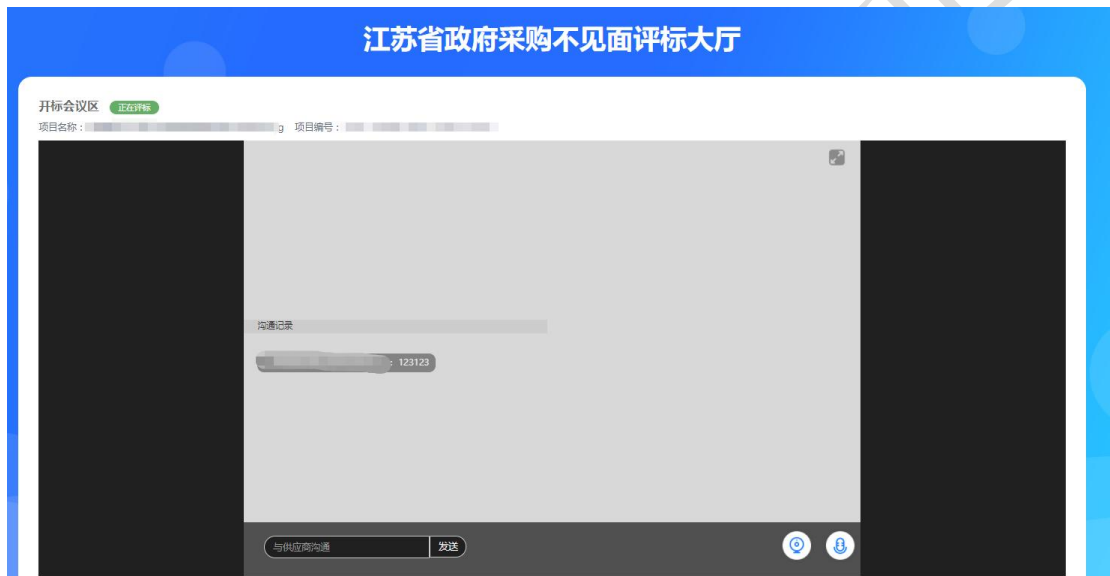 江苏省政府采购不见面评标大厅
开标会议区 正在评标
项目名称： g 项目编号：
沟通记录
：123123
与供应商沟通 发送